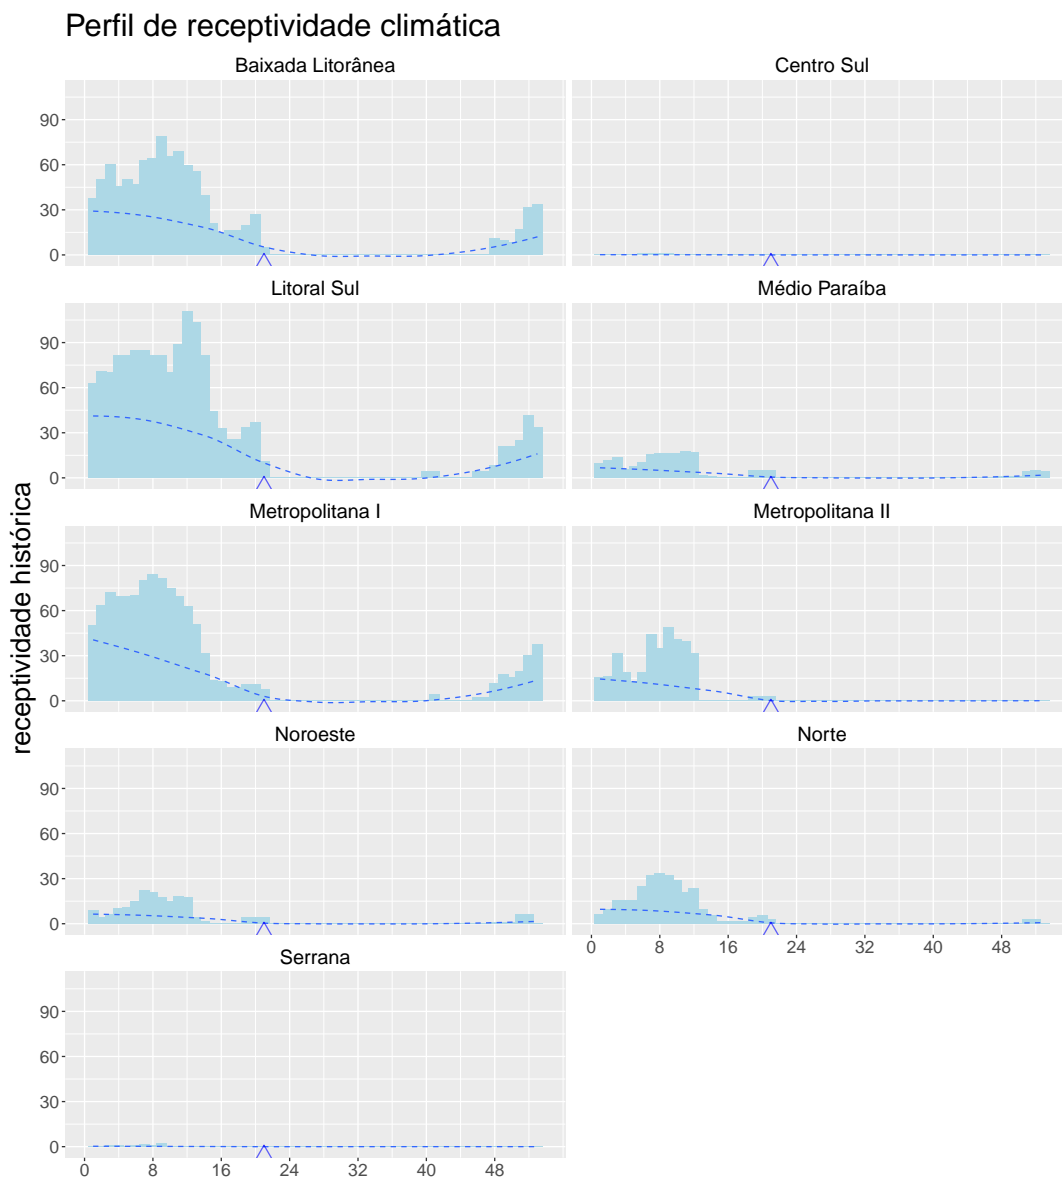 Perfil de receptividade climática
Baixada Litorânea
Centro Sul
90
60
30
0
Litoral Sul
Médio Paraíba
90
60
30
0
receptividade histórica
Metropolitana I
Metropolitana II
90
60
30
0
Noroeste
Norte
90
60
30
0
0 8 16 24 32 40 48
Serrana
90
60
30
0
0 8 16 24 32 40 48